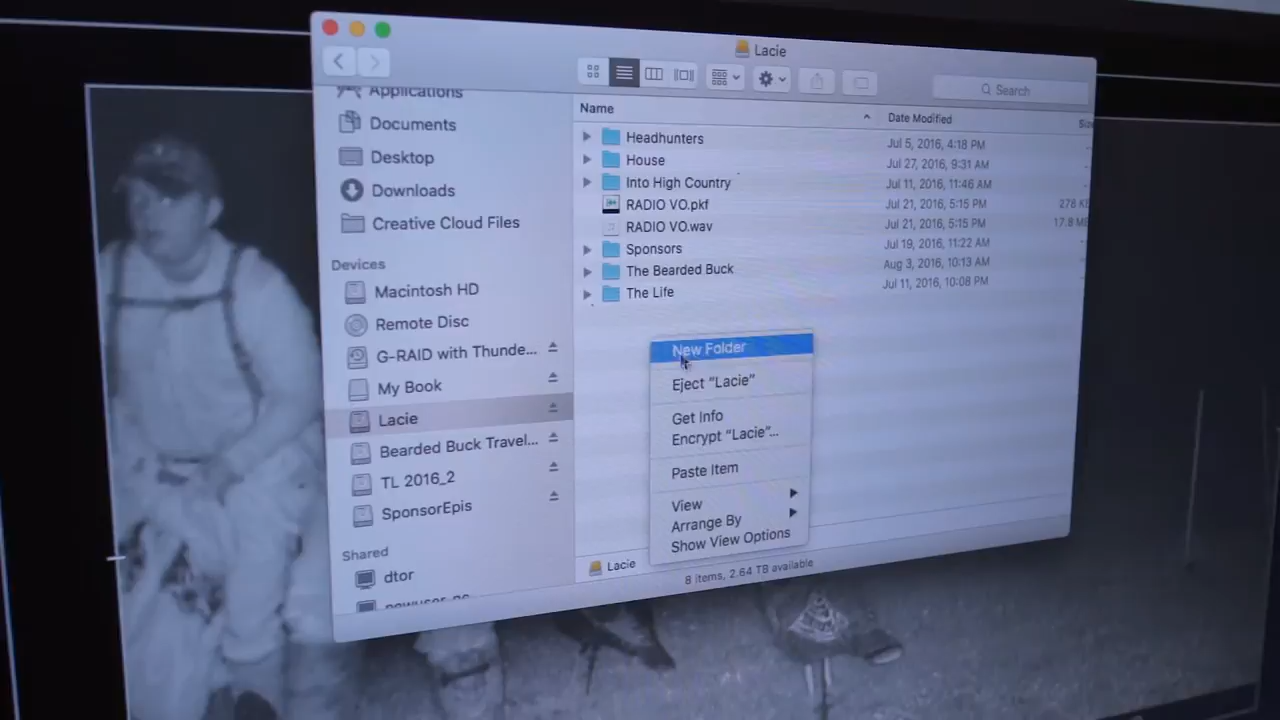 Lacie
Search
Applications
Documents
Desktop
Downloads
Creative Cloud Files
Devices
Macintosh HD
Remote Disc
G-RAID with Thunde...
My Book
Lacie
Bearded Buck Travel...
TL 2016_2
SponsorEpis
Shared
dtor
Name Date Modified
Headhunters Jul 5, 2016, 4:18 PM --
House Jul 27, 2016, 9:31 AM --
Into High Country Jul 11, 2016, 11:46 AM --
RADIO VO.pkf Jul 21, 2016, 5:15 PM 278 KB
RADIO VO.wav Jul 21, 2016, 5:15 PM 17.8 MB
Sponsors Jul 19, 2016, 11:22 AM --
The Bearded Buck Aug 3, 2016, 10:13 AM --
The Life Jul 11, 2016, 10:08 PM --
New Folder
Eject "Lacie"
Get Info
Encrypt "Lacie"...
Paste Item
View
Arrange By
Show View Options
Lacie
8 items, 2.64 TB available